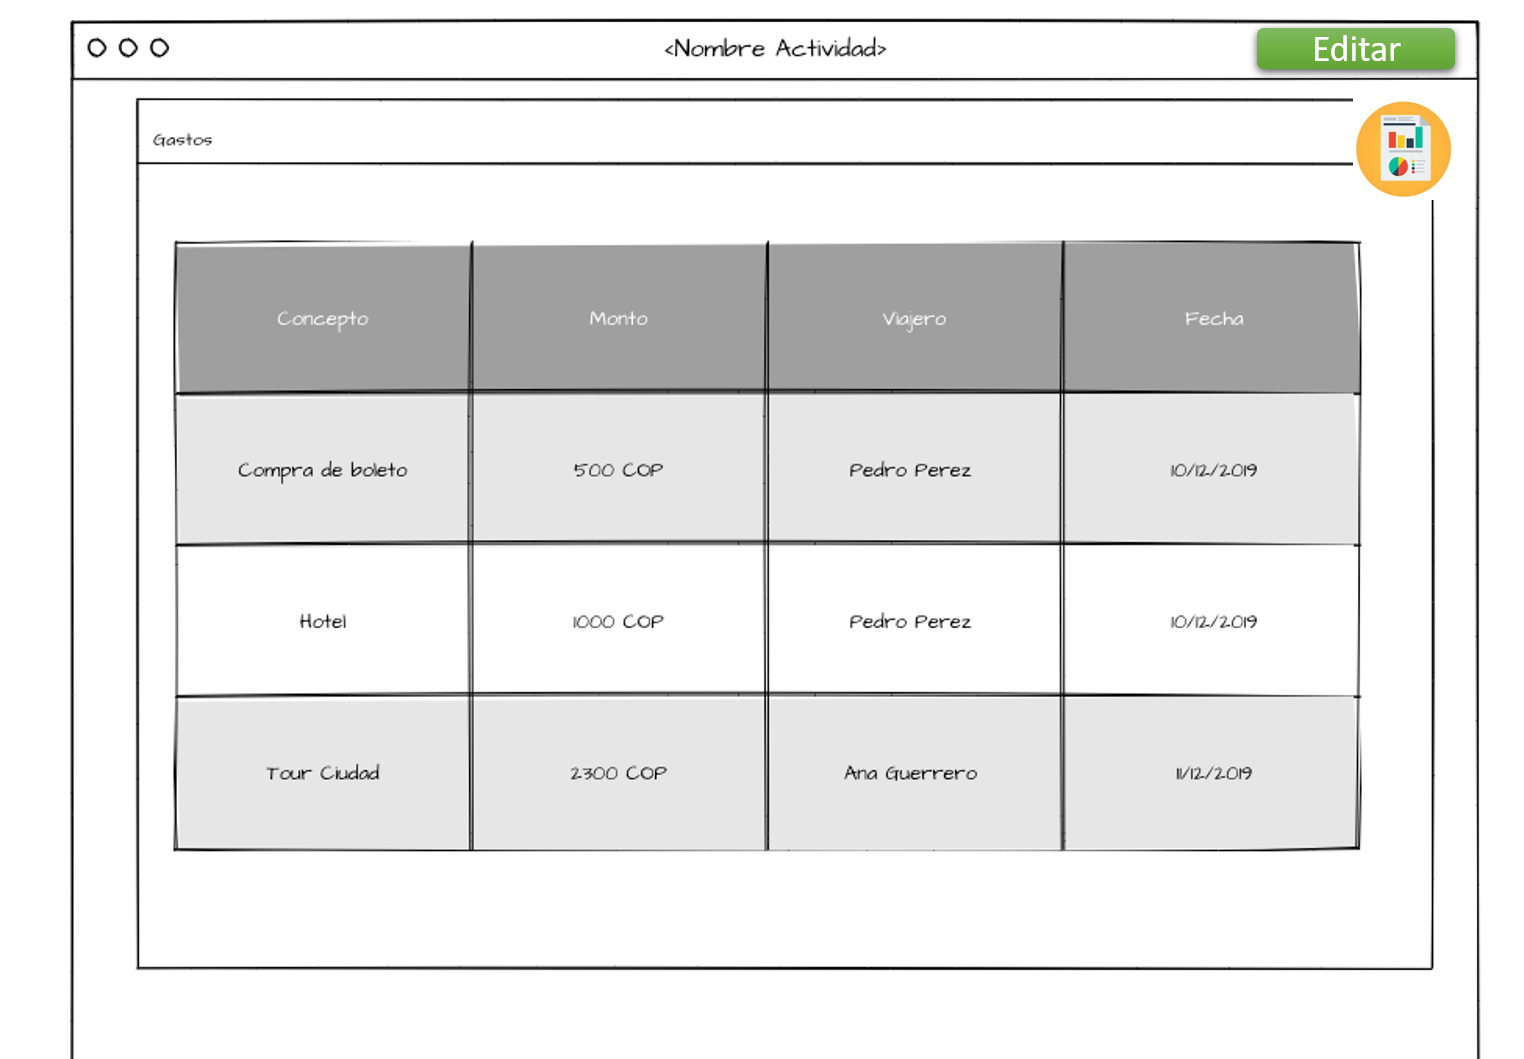 <Nombre Actividad>
Editar
Gastos
Concepto Monto Viajero Fecha
Compra de boleto 500 COP Pedro Perez 10/12/2019
Hotel 1000 COP Pedro Perez 10/12/2019
Tour Ciudad 2300 COP Ana Guerrero 11/12/2019